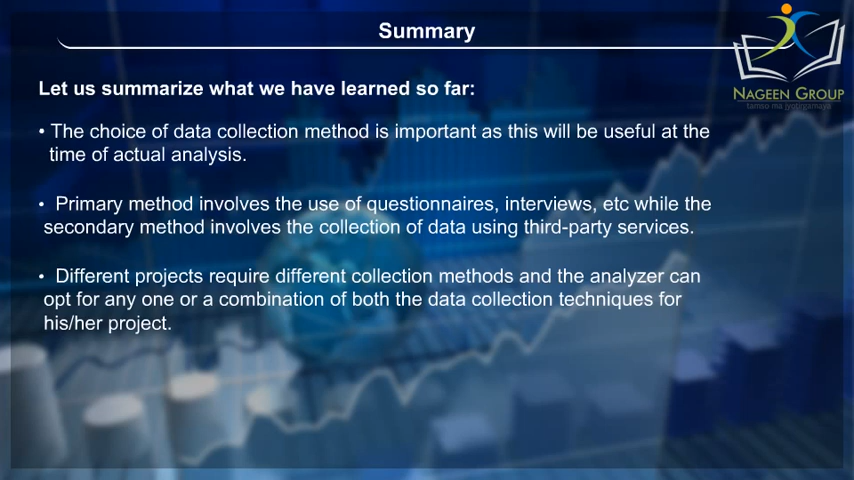 Summary
NAGEEN GROUP
tamso ma jyotirgamaya
Let us summarize what we have learned so far:
• The choice of data collection method is important as this will be useful at the
time of actual analysis.
• Primary method involves the use of questionnaires, interviews, etc while the
secondary method involves the collection of data using third-party services.
• Different projects require different collection methods and the analyzer can
opt for any one or a combination of both the data collection techniques for
his/her project.